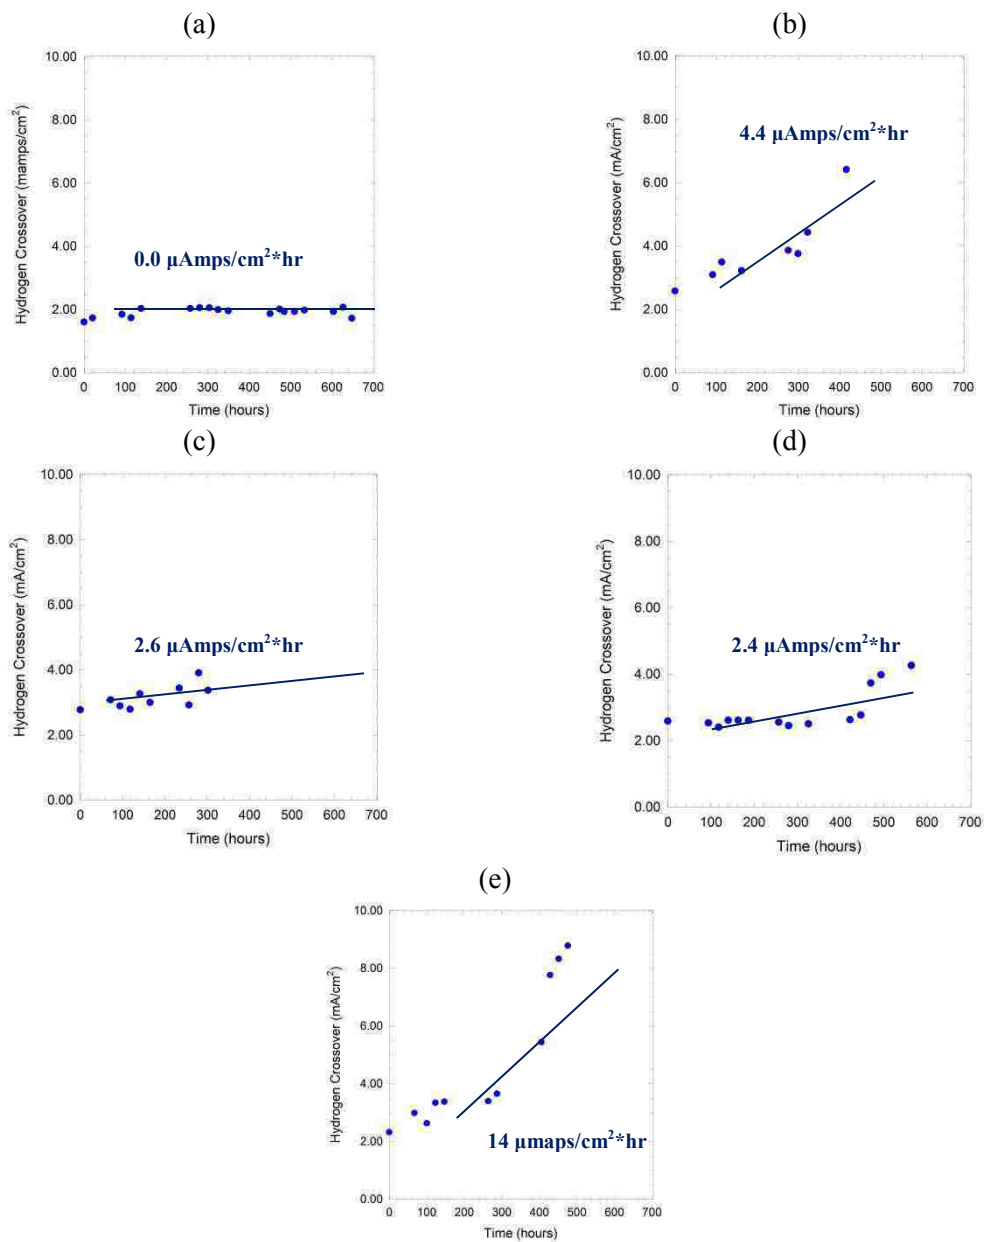 (a)
10.00
8.00
6.00
4.00
2.00
0.00
Hydrogen Crossover (mamps/cm²)
0.0 µAmps/cm²*hr
0 100 200 300 400 500 600 700
Time (hours)
(b)
10.00
8.00
6.00
4.00
2.00
0.00
Hydrogen Crossover (mA/cm²)
4.4 µAmps/cm²*hr
0 100 200 300 400 500 600 700
Time (hours)
(c)
10.00
8.00
6.00
4.00
2.00
0.00
Hydrogen Crossover (mA/cm²)
2.6 µAmps/cm²*hr
0 100 200 300 400 500 600 700
Time (hours)
(d)
10.00
8.00
6.00
4.00
2.00
0.00
Hydrogen Crossover (mA/cm²)
2.4 µAmps/cm²*hr
0 100 200 300 400 500 600 700
Time (hours)
(e)
10.00
8.00
6.00
4.00
2.00
0.00
Hydrogen Crossover (mA/cm²)
14 µmaps/cm²*hr
0 100 200 300 400 500 600 700
Time (hours)